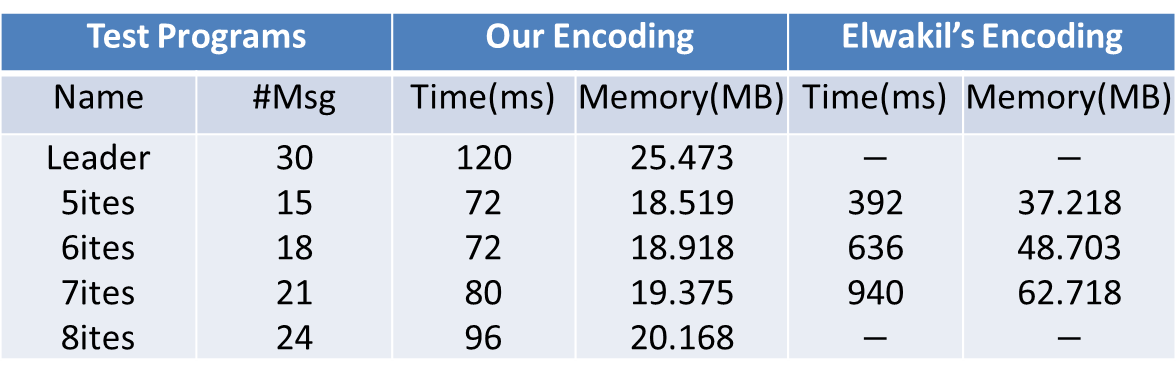 Test Programs Our Encoding Elwakil's Encoding
Name #Msg Time(ms) Memory(MB) Time(ms) Memory(MB)
Leader 30 120 25.473 – –
5ites 15 72 18.519 392 37.218
6ites 18 72 18.918 636 48.703
7ites 21 80 19.375 940 62.718
8ites 24 96 20.168 – –